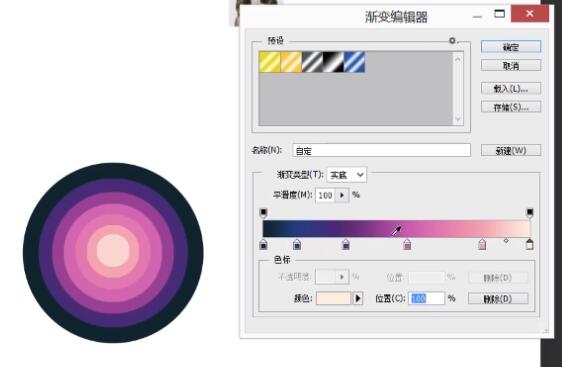 渐变编辑器
预设
确定
取消
载入(L)...
存储(S)...
名称(N): 自定 新建(W)
渐变类型(T): 实底
平滑度(M): 100 %
色标
不透明度: % 位置: % 删除(D)
颜色: 位置(C): 100 % 删除(D)